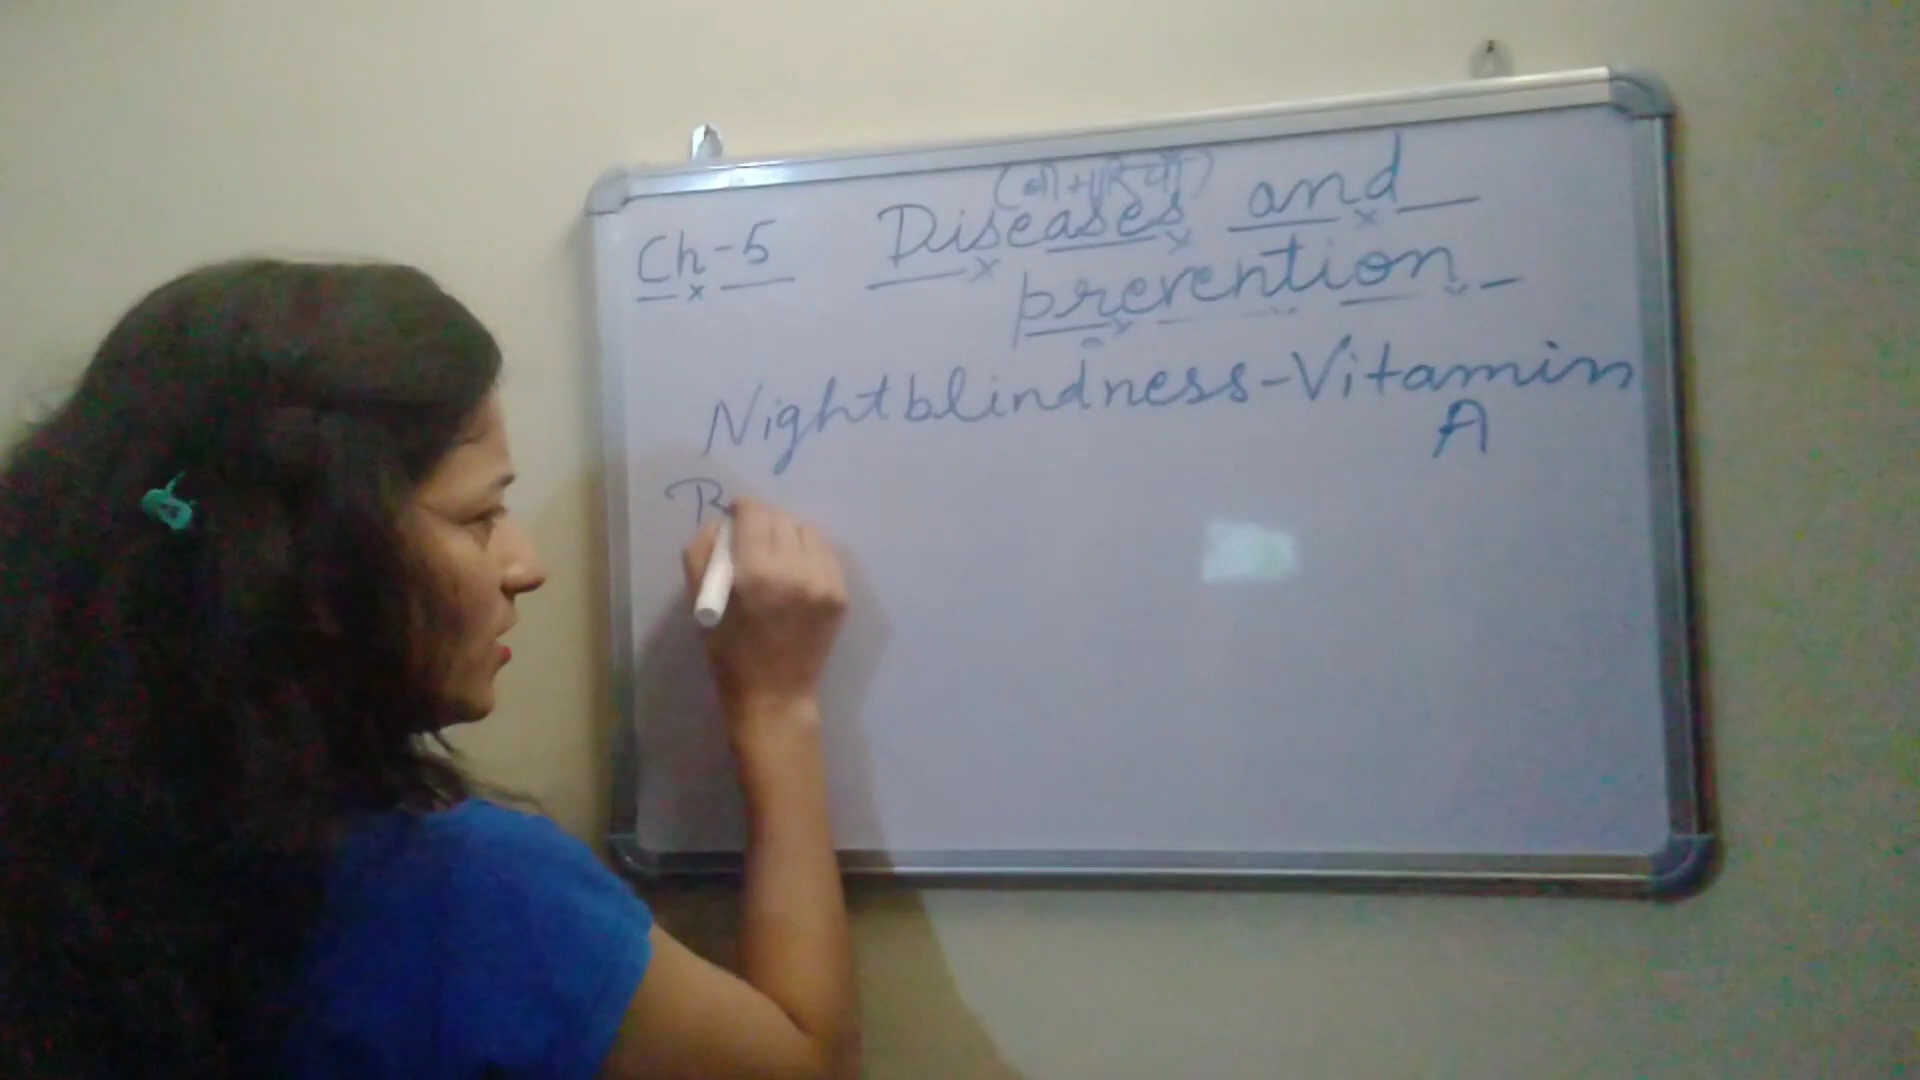 (बीमारियाँ)
Ch-5 Diseases and
prevention
Nightblindness-Vitamin
A